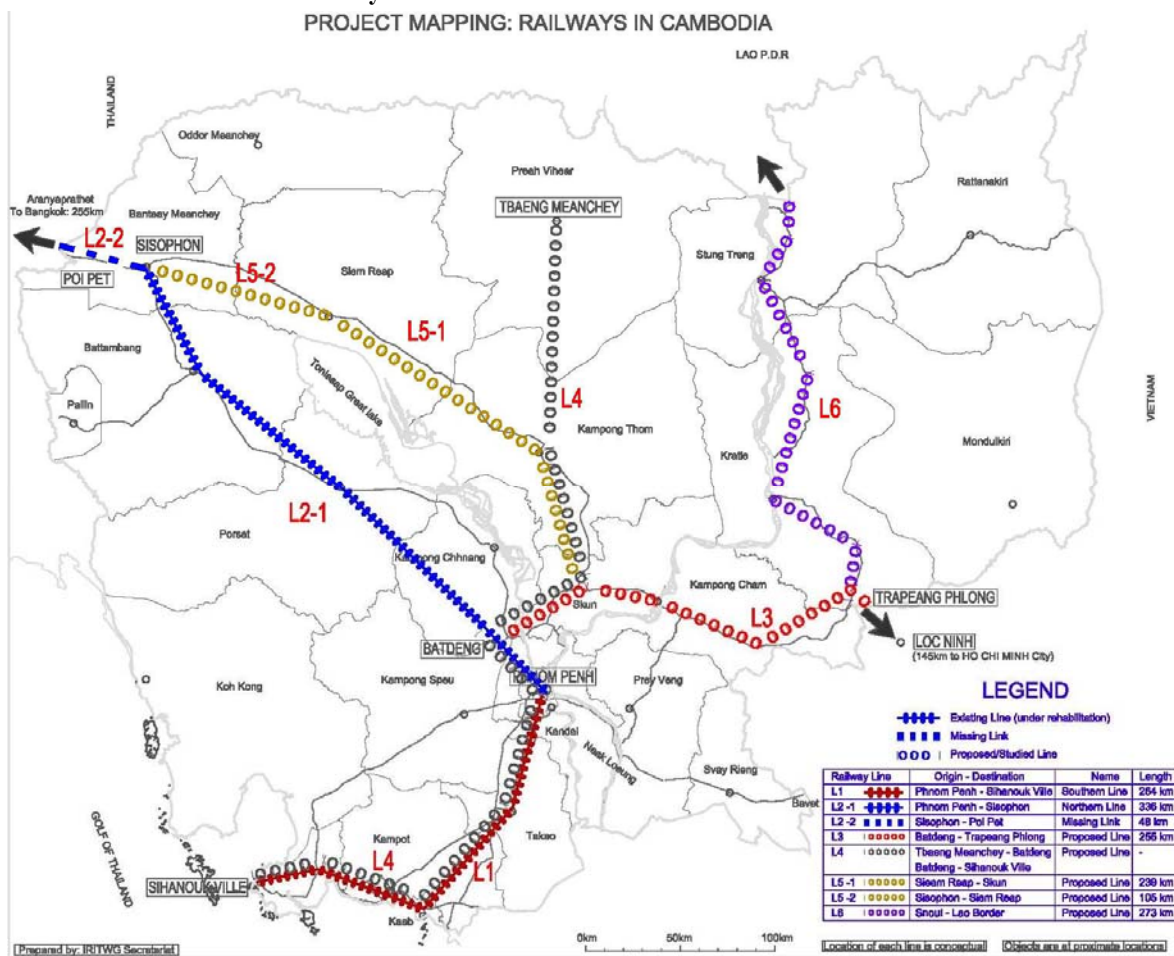 PROJECT MAPPING: RAILWAYS IN CAMBODIA
LAO P.D.R
THAILAND
Oddor Meanchey
Preah Vihear
Rattanakiri
Aranyaprathet
To Bangkok: 255km
Bantsay Meanchey
TBAENG MEANCHEY
L2-2
SISOPHON
Stung Treng
POI PET
L5-2
Siem Reap
L5-1
Battambang
Tonlesap Great lake
L4
L6
VIETNAM
Pailin
Kampong Thom
Kratie
Mondulkiri
L2-1
Porsat
Kampong Chhnang
Kampong Cham
Skun
TRAPEANG PHLONG
L3
BATDENG
LOC NINH
(145km to HO CHI MINH City)
Koh Kong
Kampong Speu
PHNOM PENH
Prey Veng
Kandal
Neak Loeung
Svay Rieng
Bavet
Takao
Kampot
L4
L1
GULF OF THAILAND
SIHANOUK VILLE
Kaeb
LEGEND
Existing Line (under rehabilitation)
Missing Link
Proposed/Studied Line
Railway Line Origin - Destination Name Length
L1 Phnom Penh - Sihanouk Ville Southern Line 264 km
L2 -1 Phnom Penh - Sisophon Northern Line 336 km
L2 -2 Sisophon - Poi Pet Missing Link 48 km
L3 Batdeng - Trapeang Phlong Proposed Line 255 km
L4 Tbaeng Meanchey - Batdeng Proposed Line -
Batdeng - Sihanouk Ville
L5 -1 Sieam Reap - Skun Proposed Line 239 km
L5 -2 Sisophon - Siem Reap Proposed Line 105 km
L6 Snoul - Lao Border Proposed Line 273 km
0km 50km 100km
Prepared by: IRITWG Secretariat
Location of each line is conceptual
Objects are at proximate locations